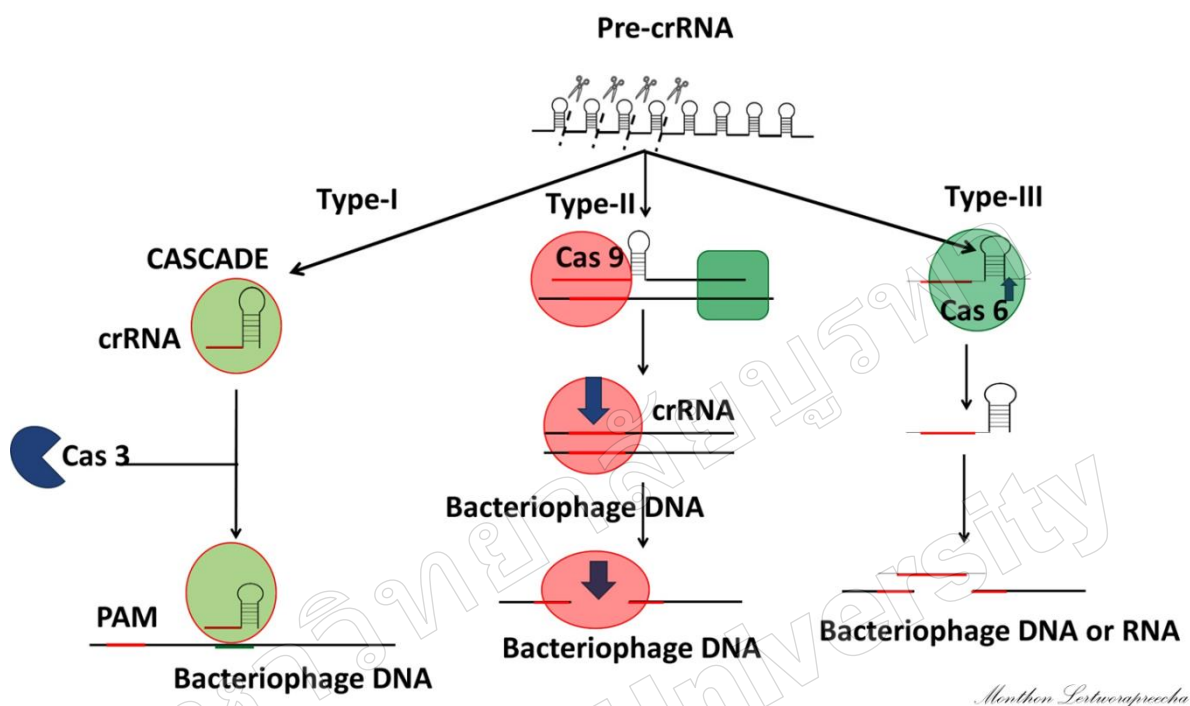 Pre-crRNA
Type-I
Type-II
Type-III
CASCADE
crRNA
Cas 9
Cas 6
crRNA
Cas 3
Bacteriophage DNA
PAM
Bacteriophage DNA
Bacteriophage DNA
Bacteriophage DNA or RNA
Monthon Lertworapreecha
University